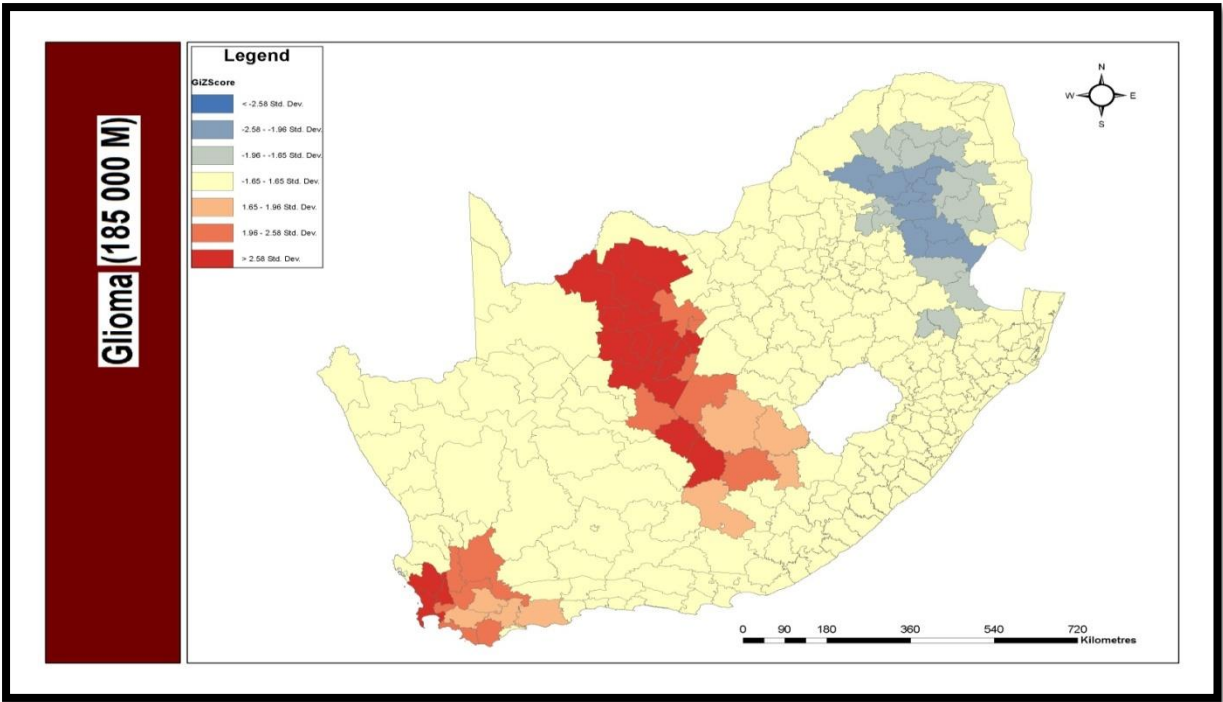 Glioma (185 000 M)
Legend
GiZScore
< -2.58 Std. Dev.
-2.58 - -1.96 Std. Dev.
-1.96 - -1.65 Std. Dev.
-1.65 - 1.65 Std. Dev.
1.65 - 1.96 Std. Dev.
1.96 - 2.58 Std. Dev.
> 2.58 Std. Dev.
N
W E
S
0 90 180 360 540 720
Kilometres